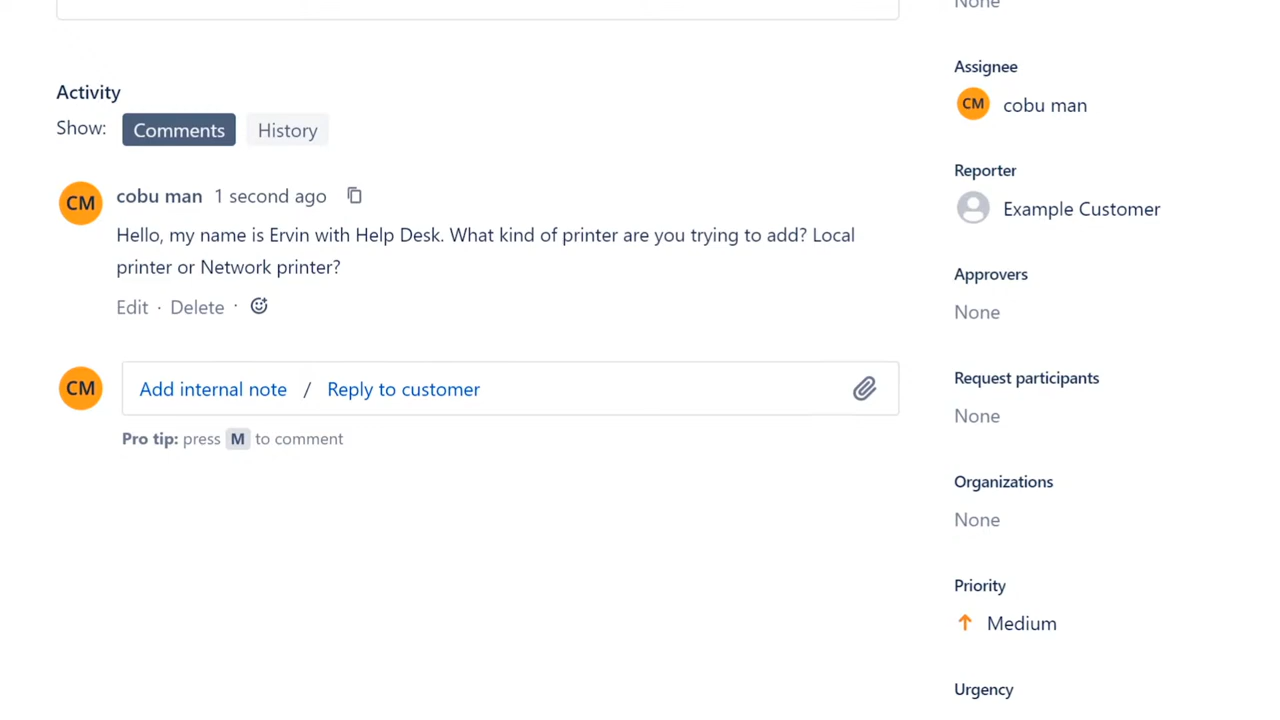 None
Activity
Show: Comments History
CM cobu man 1 second ago
Hello, my name is Ervin with Help Desk. What kind of printer are you trying to add? Local
printer or Network printer?
Edit · Delete ·
CM Add internal note / Reply to customer
Pro tip: press M to comment
Assignee
CM cobu man
Reporter
Example Customer
Approvers
None
Request participants
None
Organizations
None
Priority
Medium
Urgency